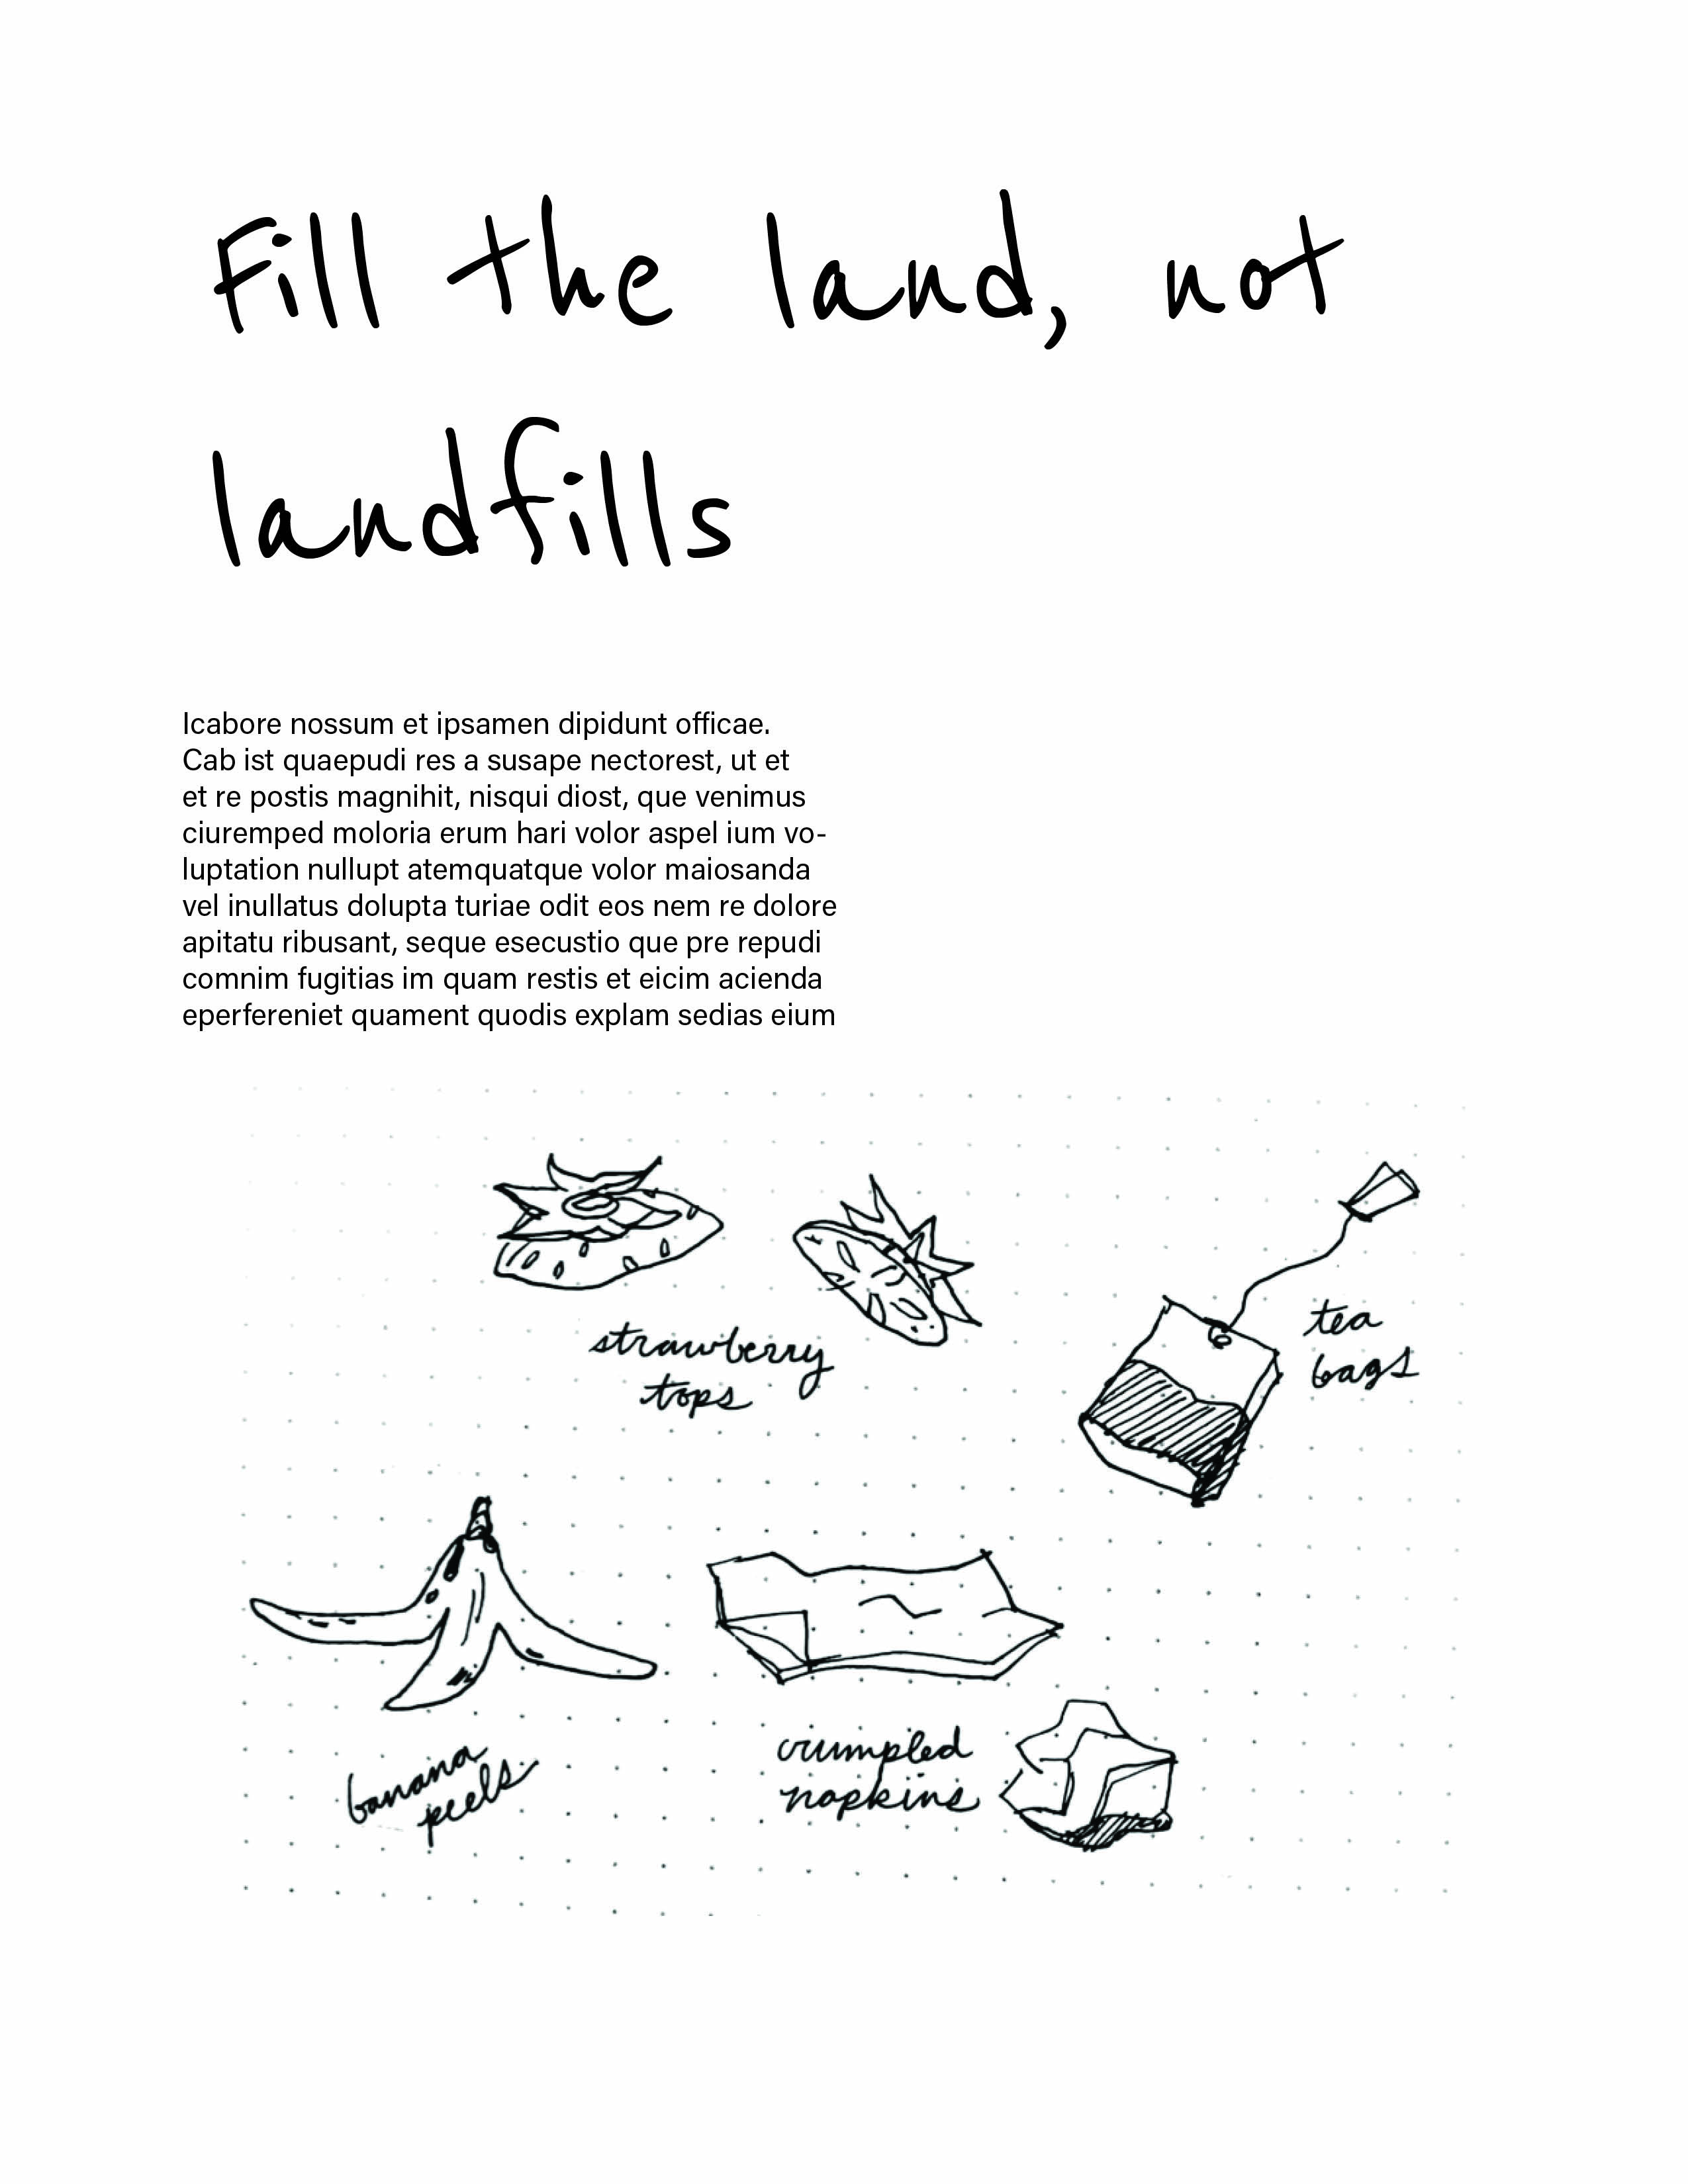 Fill the land, not
landfills
Icabore nossum et ipsamen dipidunt officae.
Cab ist quaepudi res a susape nectorest, ut et
et re postis magnihit, nisqui diost, que venimus
ciuremped moloria erum hari volor aspel ium vo-
luptation nullupt atemquatque volor maiosanda
vel inullatus dolupta turiae odit eos nem re dolore
apitatu ribusant, seque esecustio que pre repudi
comnim fugitias im quam restis et eicim acienda
eperfereniet quament quodis explam sedias eium
strawberry
tops
tea
bags
banana
peels
crumpled
napkins